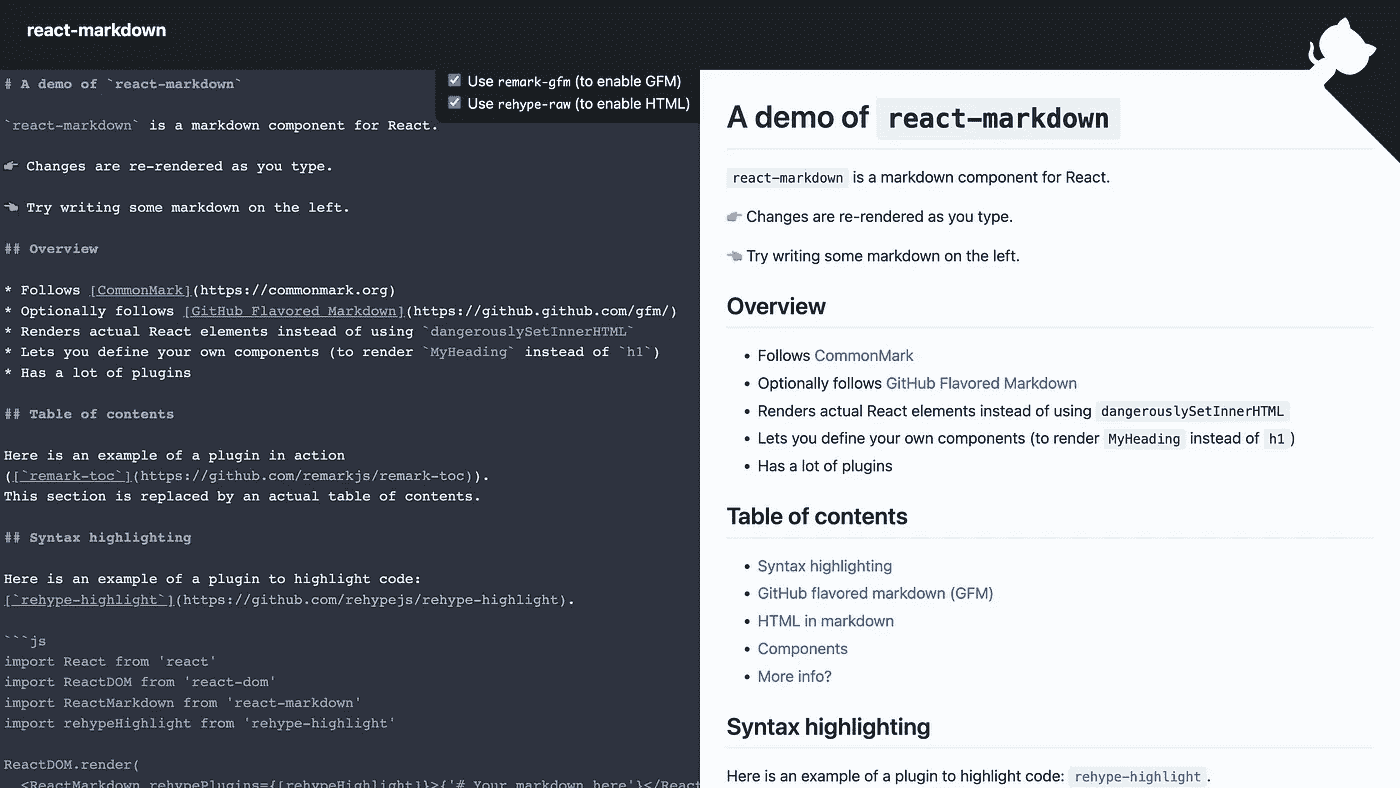 react-markdown
# A demo of `react-markdown`
Use remark-gfm (to enable GFM)
Use rehype-raw (to enable HTML)
`react-markdown` is a markdown component for React.
👉 Changes are re-rendered as you type.
👈 Try writing some markdown on the left.
## Overview
* Follows [CommonMark](https://commonmark.org)
* Optionally follows [GitHub Flavored Markdown](https://github.github.com/gfm/)
* Renders actual React elements instead of using `dangerouslySetInnerHTML`
* Lets you define your own components (to render `MyHeading` instead of `h1`)
* Has a lot of plugins
## Table of contents
Here is an example of a plugin in action
([`remark-toc`](https://github.com/remarkjs/remark-toc)).
This section is replaced by an actual table of contents.
## Syntax highlighting
Here is an example of a plugin to highlight code:
[`rehype-highlight`](https://github.com/rehypejs/rehype-highlight).
```js
import React from 'react'
import ReactDOM from 'react-dom'
import ReactMarkdown from 'react-markdown'
import rehypeHighlight from 'rehype-highlight'
ReactDOM.render(
<ReactMarkdown rehypePlugins={[rehypeHighlight]}>{'# Your markdown here'}</React
A demo of react-markdown
react-markdown is a markdown component for React.
👉 Changes are re-rendered as you type.
👈 Try writing some markdown on the left.
Overview
• Follows CommonMark
• Optionally follows GitHub Flavored Markdown
• Renders actual React elements instead of using dangerouslySetInnerHTML
• Lets you define your own components (to render MyHeading instead of h1 )
• Has a lot of plugins
Table of contents
• Syntax highlighting
• GitHub flavored markdown (GFM)
• HTML in markdown
• Components
• More info?
Syntax highlighting
Here is an example of a plugin to highlight code: rehype-highlight .